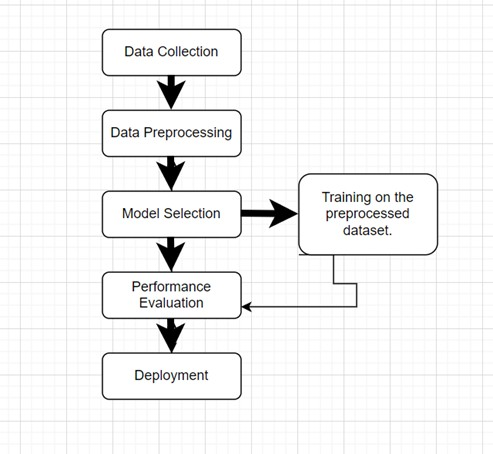 Data Collection
Data Preprocessing
Model Selection
Training on the
preprocessed
dataset.
Performance
Evaluation
Deployment